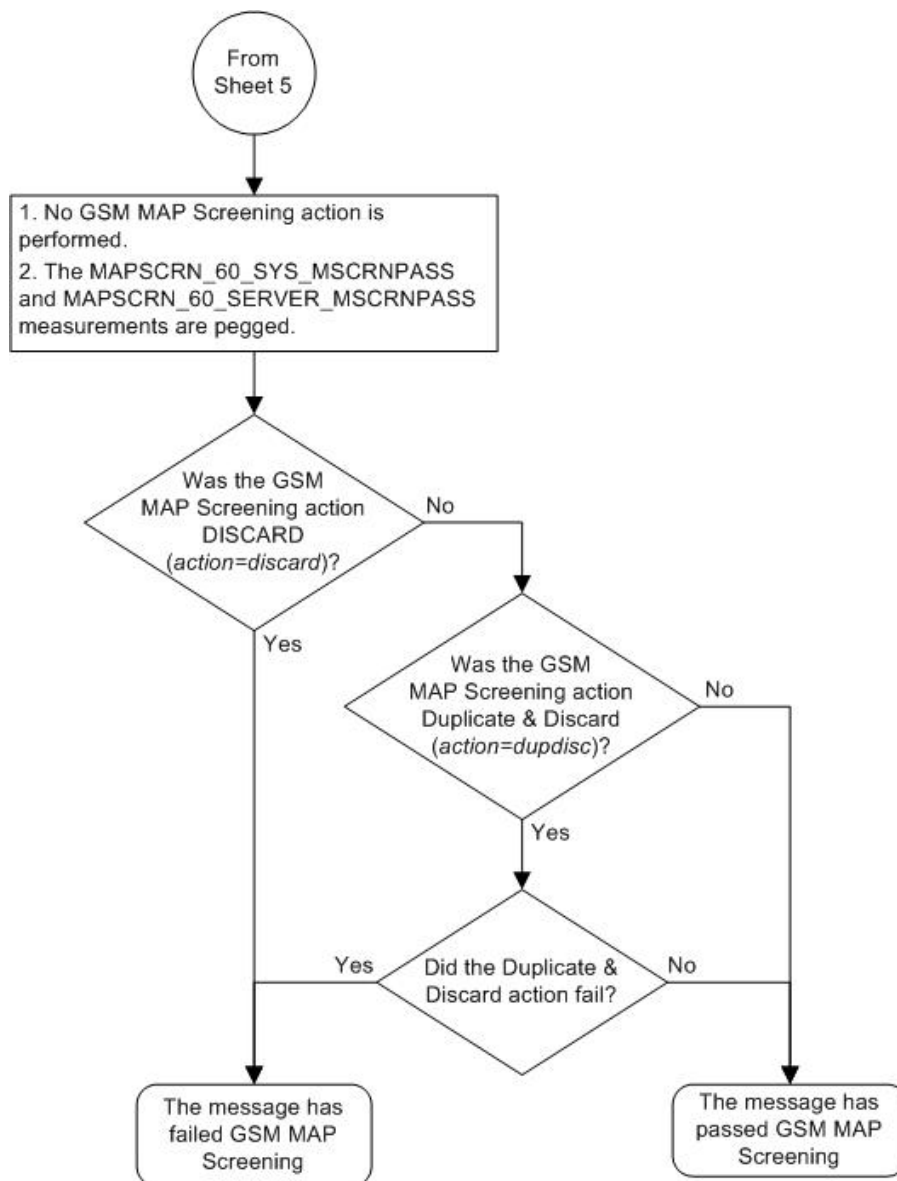 From
Sheet 5
1. No GSM MAP Screening action is
performed.
2. The MAPSCRN_60_SYS_MSCRNPASS
and MAPSCRN_60_SERVER_MSCRNPASS
measurements are pegged.
Was the GSM
MAP Screening action
DISCARD
(action=discard)?
No
Yes
Was the GSM
MAP Screening action
Duplicate & Discard
(action=dupdisc)?
No
Yes
Did the Duplicate &
Discard action fail?
Yes
No
The message has
failed GSM MAP
Screening
The message has
passed GSM MAP
Screening